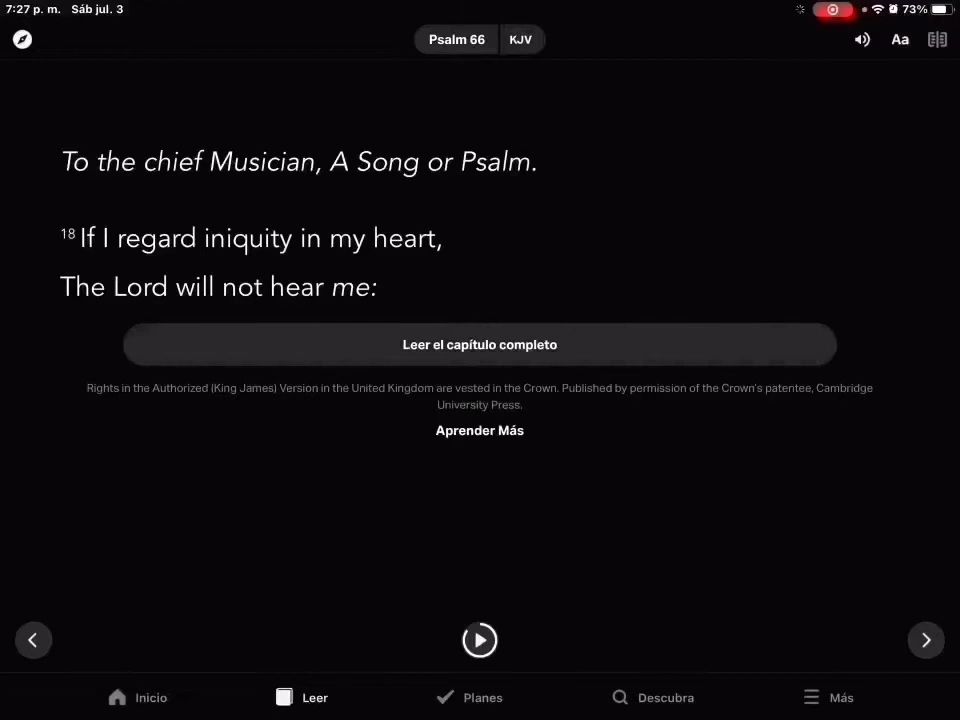 7:27 p. m. Sáb jul. 3
73%
Psalm 66 KJV
Aa
To the chief Musician, A Song or Psalm.
18 If I regard iniquity in my heart,
The Lord will not hear me:
Leer el capítulo completo
Rights in the Authorized (King James) Version in the United Kingdom are vested in the Crown. Published by permission of the Crown's patentee, Cambridge
University Press.
Aprender Más
Inicio Leer Planes Descubra Más